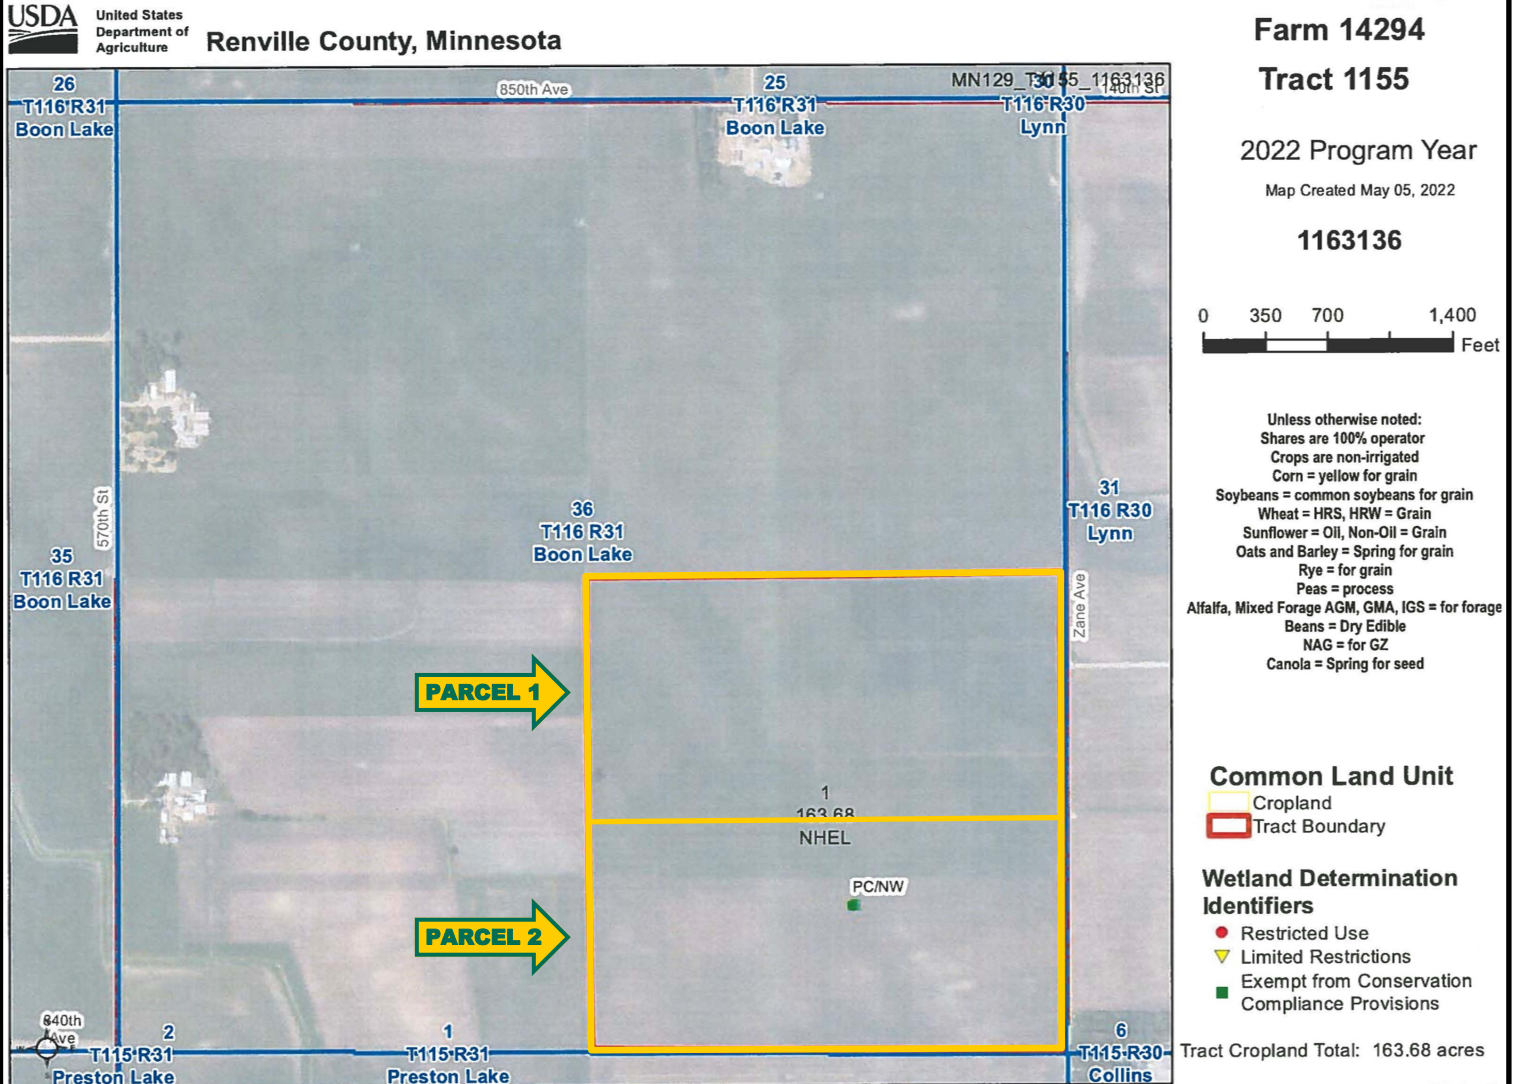 USDA
United States
Department of
Agriculture
Renville County, Minnesota
Farm 14294
Tract 1155
2022 Program Year
Map Created May 05, 2022
1163136
0 350 700 1,400
Feet
Unless otherwise noted:
Shares are 100% operator
Crops are non-irrigated
Corn = yellow for grain
Soybeans = common soybeans for grain
Wheat = HRS, HRW = Grain
Sunflower = Oil, Non-Oil = Grain
Oats and Barley = Spring for grain
Rye = for grain
Peas = process
Alfalfa, Mixed Forage AGM, GMA, IGS = for forage
Beans = Dry Edible
NAG = for GZ
Canola = Spring for seed
Common Land Unit
Cropland
Tract Boundary
Wetland Determination
Identifiers
Restricted Use
Limited Restrictions
Exempt from Conservation
Compliance Provisions
Tract Cropland Total: 163.68 acres
26
T116 R31
Boon Lake
850th Ave
25
T116 R31
Boon Lake
MN129_T1155_1163136
30
140th St
T116 R30
Lynn
570th St
35
T116 R31
Boon Lake
36
T116 R31
Boon Lake
31
T116 R30
Lynn
Zane Ave
PARCEL 1
1
163.68
NHEL
PC/NW
PARCEL 2
840th
Ave
2
T115 R31
Preston Lake
1
T115 R31
Preston Lake
6
T115 R30
Collins